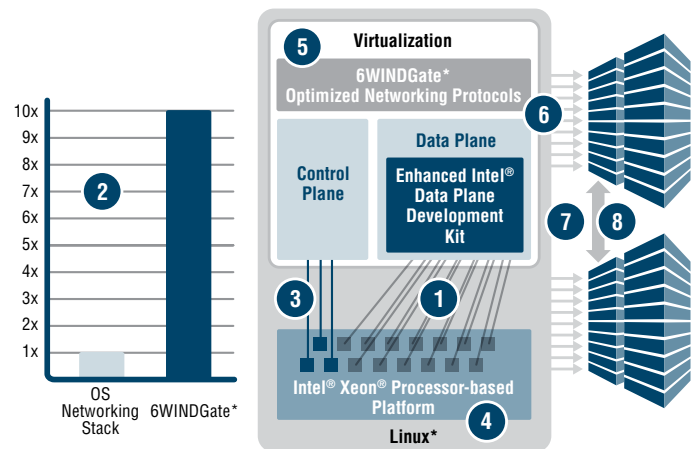 10x
9x
8x
7x
6x
5x
4x
3x
2x
1x
2
OS
Networking
Stack
6WINDGate*
5
Virtualization
6WINDGate*
Optimized Networking Protocols
6
Control
Plane
Data Plane
Enhanced Intel®
Data Plane
Development
Kit
7
8
3
1
Intel® Xeon® Processor-based
Platform
4
Linux*